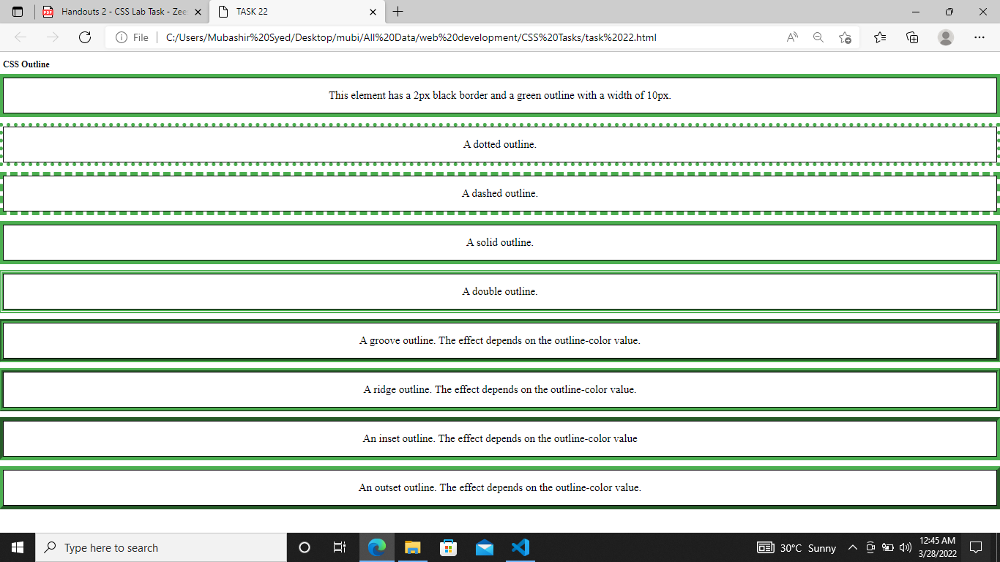 Handouts 2 - CSS Lab Task - Zee
TASK 22
File
C:/Users/Mubashir%20Syed/Desktop/mubi/All%20Data/web%20development/CSS%20Tasks/task%2022.html
CSS Outline
This element has a 2px black border and a green outline with a width of 10px.
A dotted outline.
A dashed outline.
A solid outline.
A double outline.
A groove outline. The effect depends on the outline-color value.
A ridge outline. The effect depends on the outline-color value.
An inset outline. The effect depends on the outline-color value
An outset outline. The effect depends on the outline-color value.
Type here to search
30°C Sunny
12:45 AM
3/28/2022